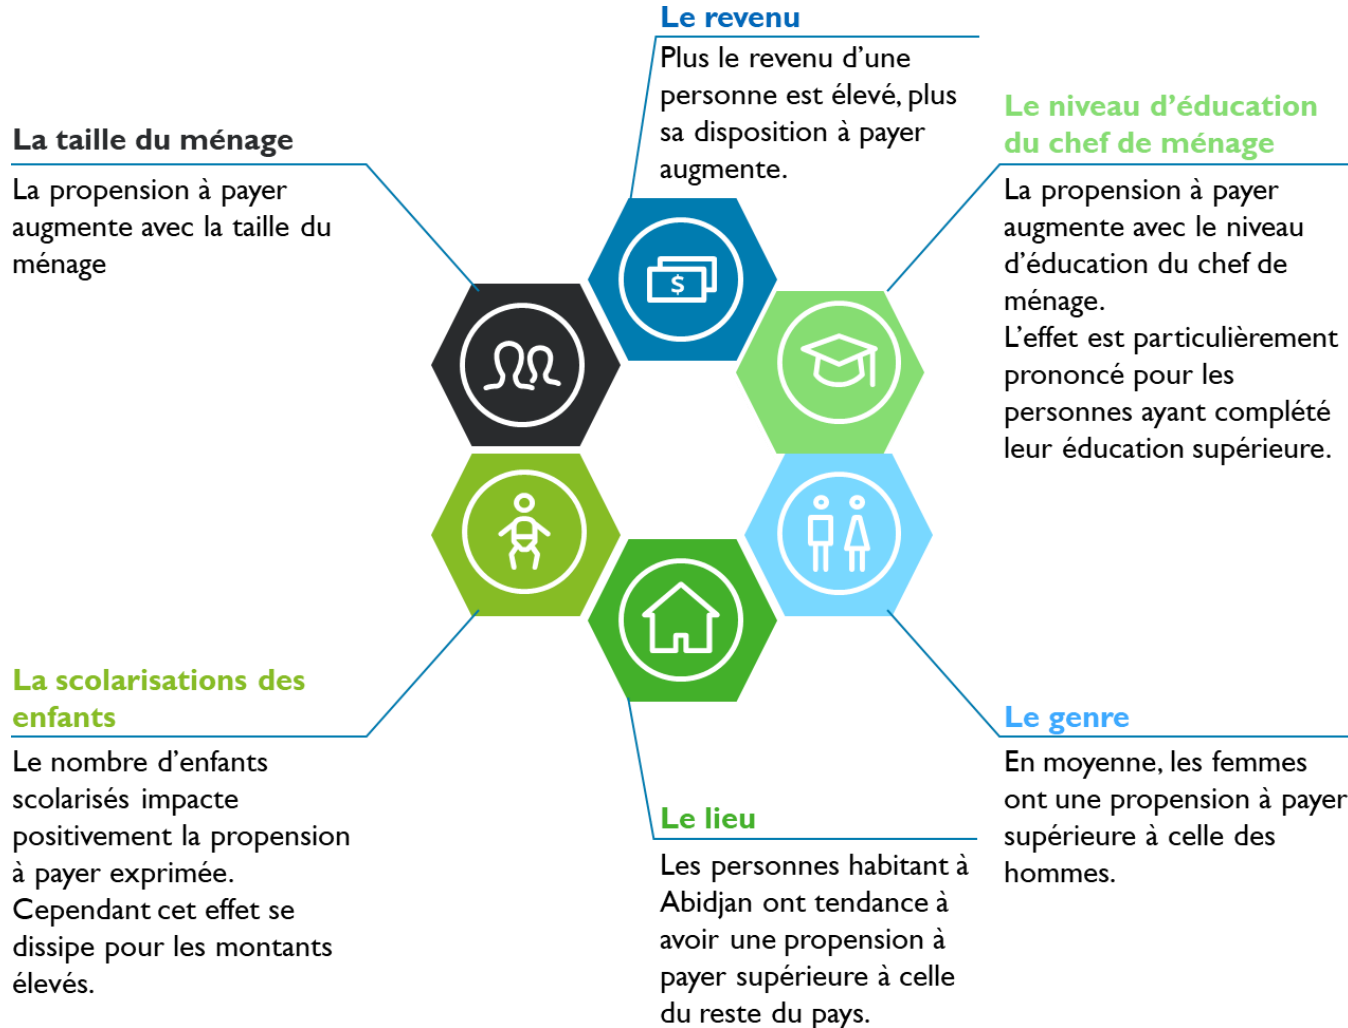 Le revenu
Plus le revenu d’une
personne est élevé, plus
sa disposition à payer
augmente.
Le niveau d’éducation
du chef de ménage
La propension à payer
augmente avec le niveau
d’éducation du chef de
ménage.
L’effet est particulièrement
prononcé pour les
personnes ayant complété
leur éducation supérieure.
La taille du ménage
La propension à payer
augmente avec la taille du
ménage
$
La scolarisations des
enfants
Le nombre d’enfants
scolarisés impacte
positivement la propension
à payer exprimée.
Cependant cet effet se
dissipe pour les montants
élevés.
Le lieu
Les personnes habitant à
Abidjan ont tendance à
avoir une propension à
payer supérieure à celle
du reste du pays.
Le genre
En moyenne, les femmes
ont une propension à payer
supérieure à celle des
hommes.